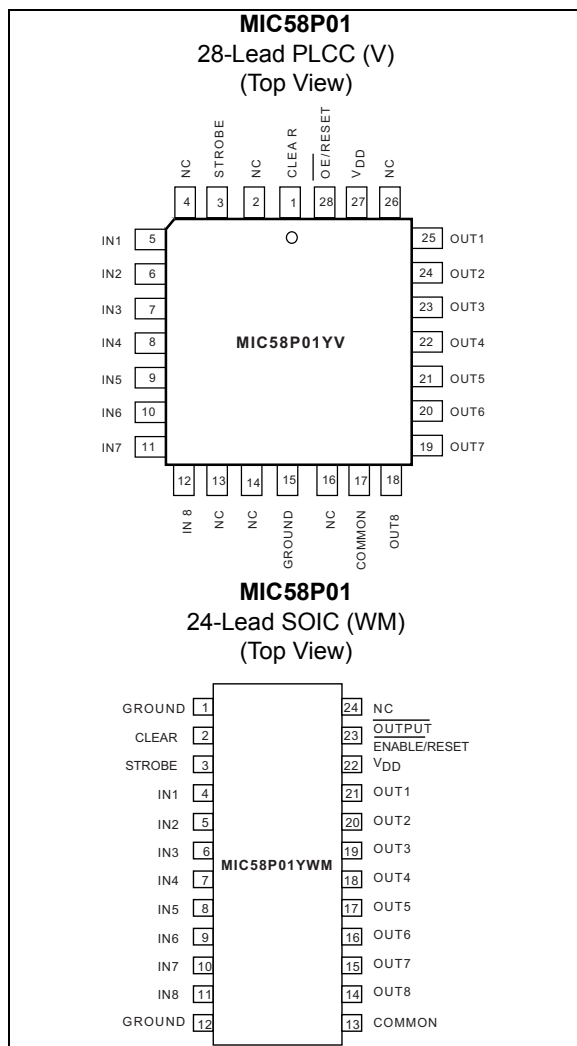 MIC58P01
28-Lead PLCC (V)
(Top View)
NC
STROBE
NC
CLEAR
OE/RESET
VDD
NC
4 3 2 1 28 27 26
IN1 5
IN2 6
IN3 7
IN4 8
IN5 9
IN6 10
IN7 11
MIC58P01YV
25 OUT1
24 OUT2
23 OUT3
22 OUT4
21 OUT5
20 OUT6
19 OUT7
12 13 14 15 16 17 18
IN 8
NC
NC
GROUND
NC
COMMON
OUT8
MIC58P01
24-Lead SOIC (WM)
(Top View)
GROUND 1
CLEAR 2
STROBE 3
IN1 4
IN2 5
IN3 6
IN4 7
IN5 8
IN6 9
IN7 10
IN8 11
GROUND 12
MIC58P01YWM
24 NC
23 OUTPUT
ENABLE/RESET
22 VDD
21 OUT1
20 OUT2
19 OUT3
18 OUT4
17 OUT5
16 OUT6
15 OUT7
14 OUT8
13 COMMON